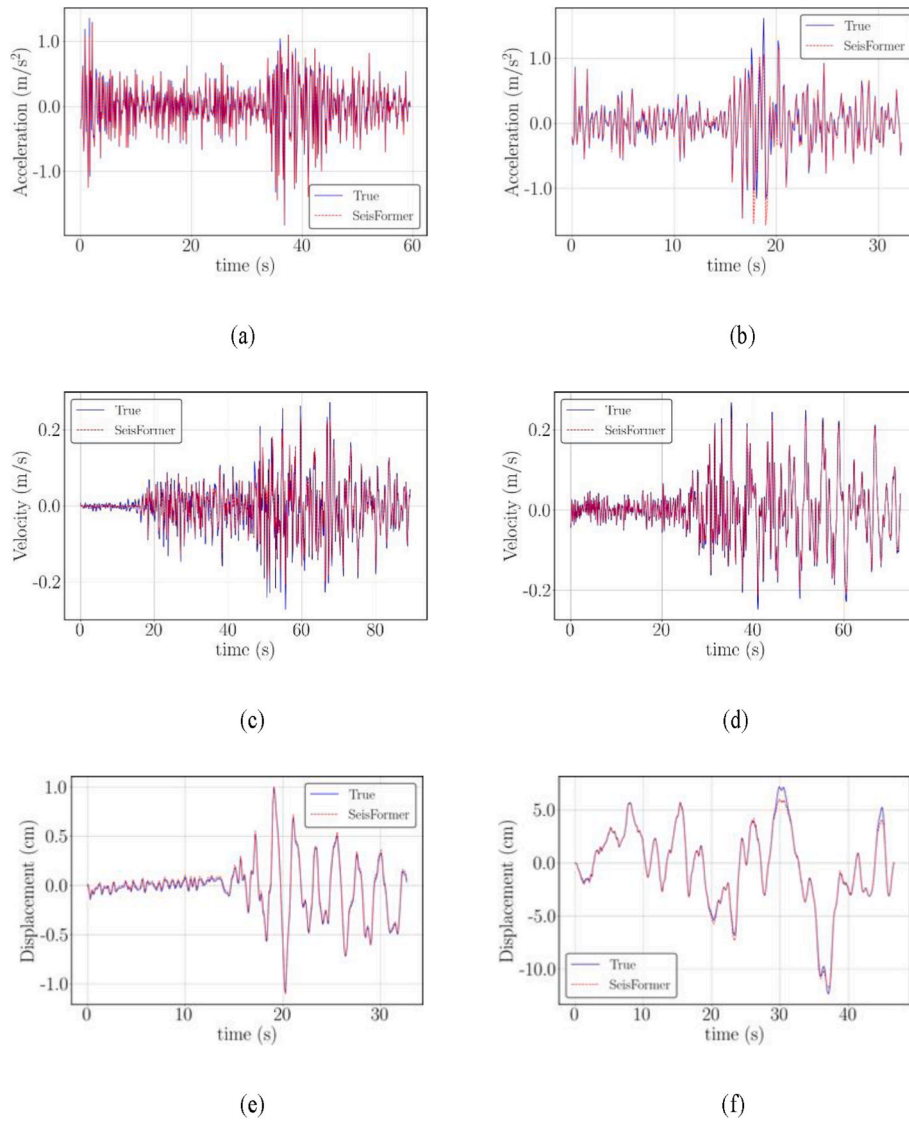 Acceleration (m/s²)
1.0
0.0
-1.0
True
SeisFormer
0
20
40
60
time (s)
(a)
Acceleration (m/s²)
1.0
0.0
-1.0
True
SeisFormer
0
10
20
30
time (s)
(b)
Velocity (m/s)
0.2
0.0
-0.2
True
SeisFormer
0
20
40
60
80
time (s)
(c)
Velocity (m/s)
0.2
0.0
-0.2
True
SeisFormer
0
20
40
60
time (s)
(d)
Displacement (cm)
1.0
0.5
0.0
-0.5
-1.0
True
SeisFormer
0
10
20
30
time (s)
(e)
Displacement (cm)
5.0
0.0
-5.0
-10.0
True
SeisFormer
0
10
20
30
40
time (s)
(f)